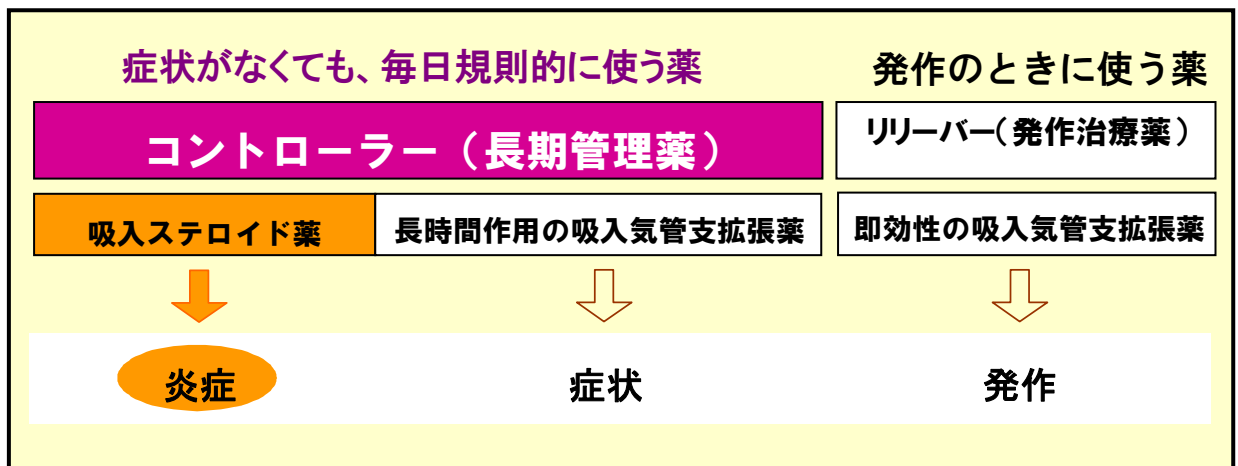 症状がなくても、毎日規則的に使う薬
発作のときに使う薬
コントローラー（長期管理薬）
リリーバー（発作治療薬）
吸入ステロイド薬
長時間作用の吸入気管支拡張薬
即効性の吸入気管支拡張薬
炎症
症状
発作